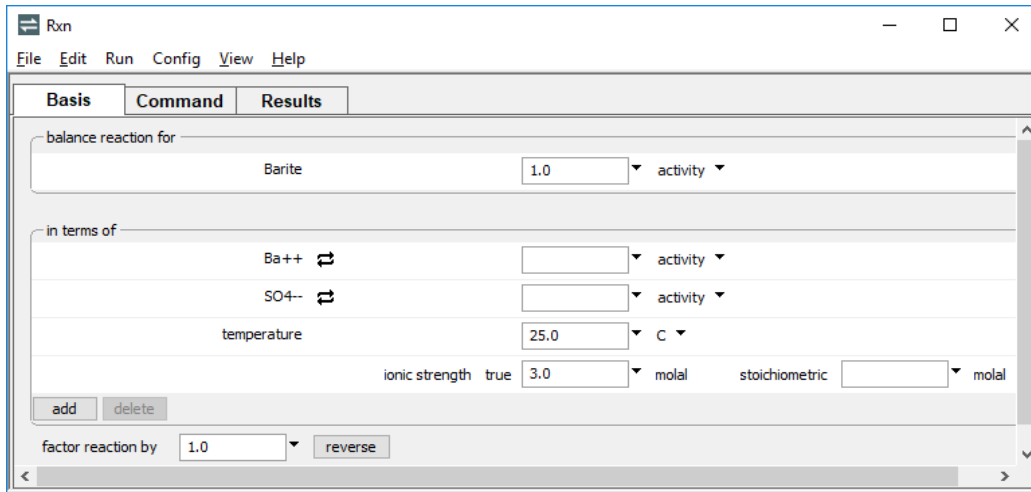 Rxn
File Edit Run Config View Help
Basis Command Results
balance reaction for
Barite 1.0 activity
in terms of
Ba++ activity
SO4-- activity
temperature 25.0 C
ionic strength true 3.0 molal stoichiometric molal
add delete
factor reaction by 1.0 reverse